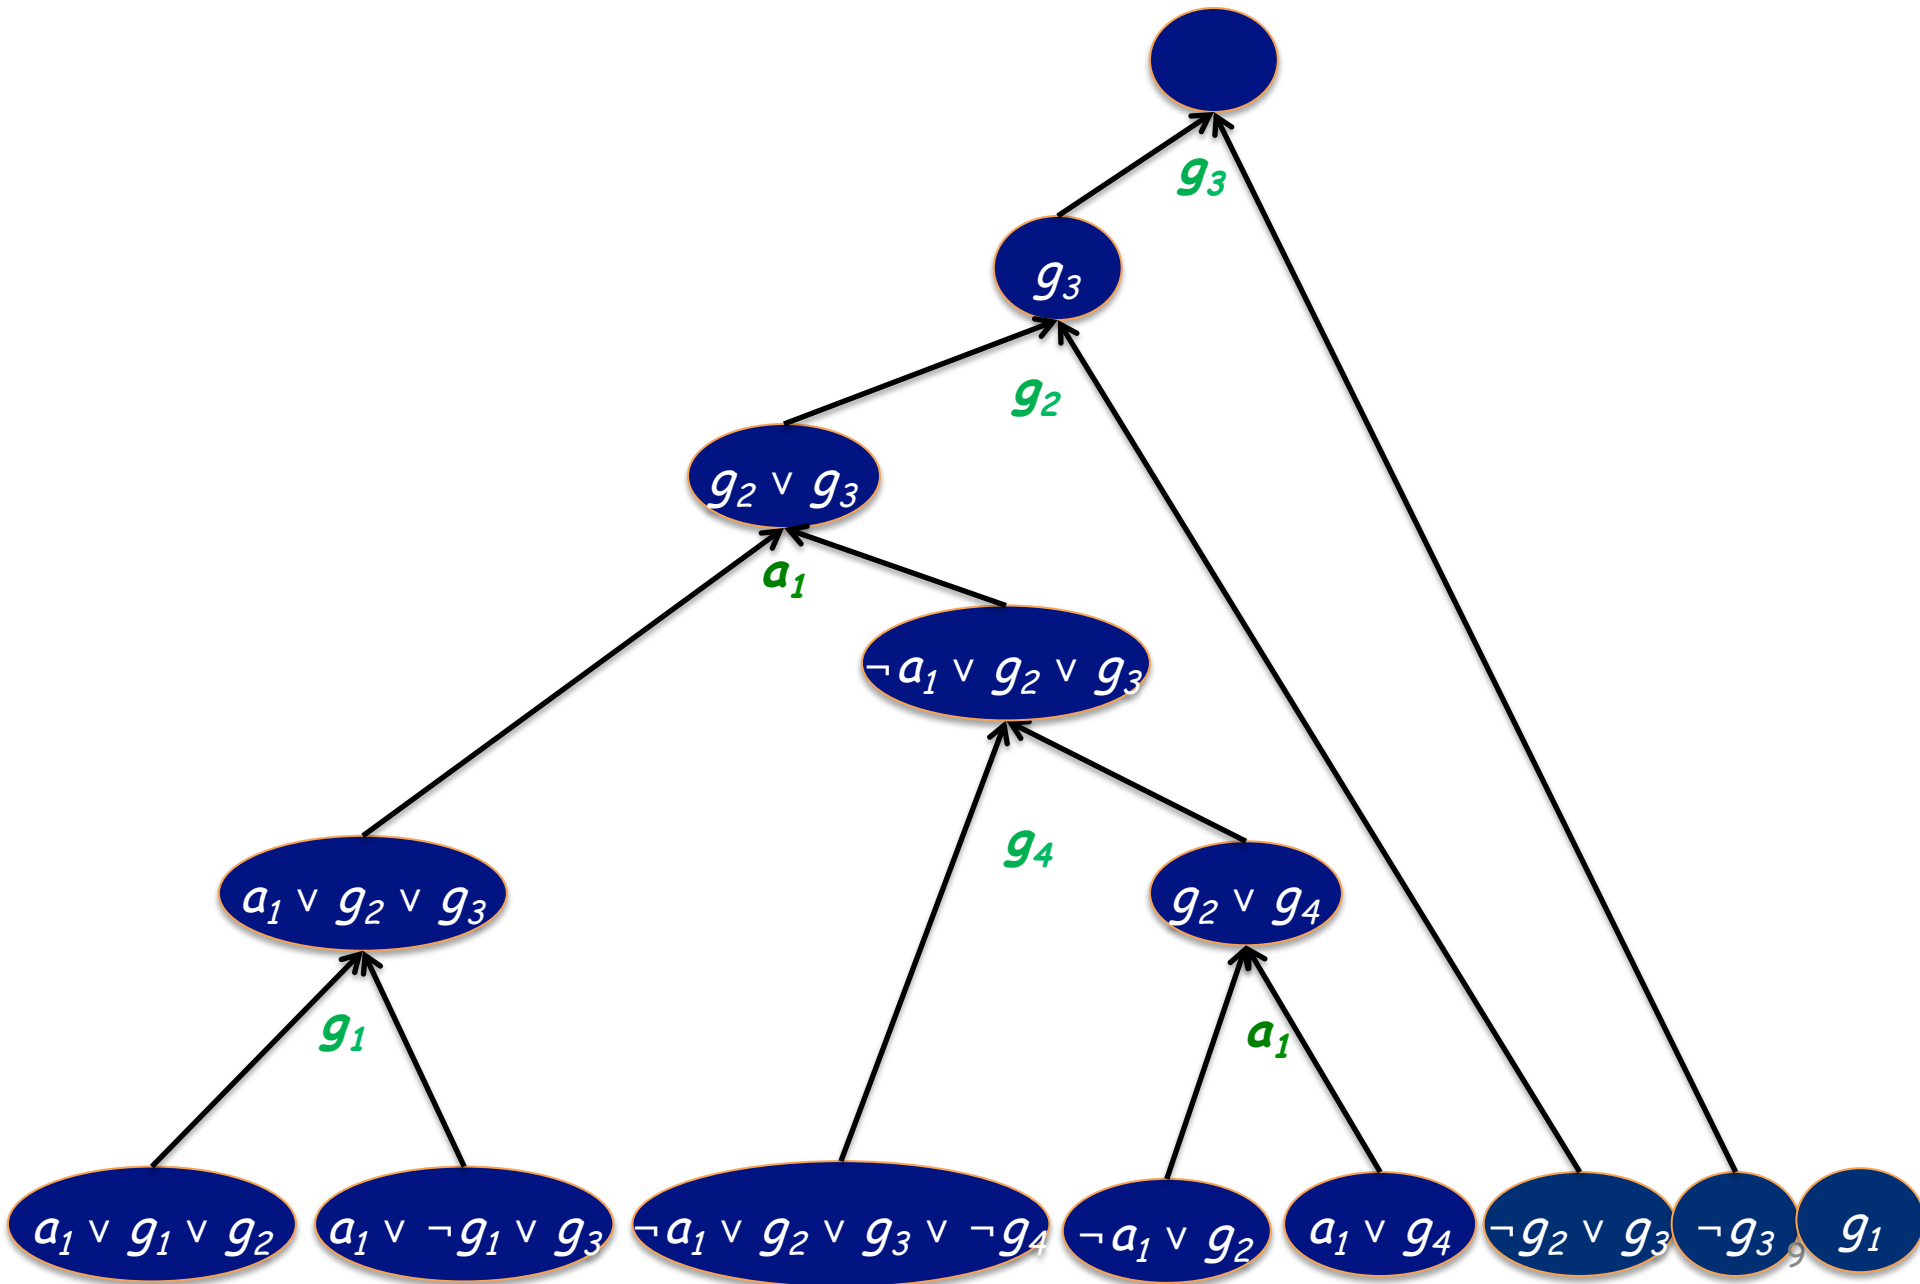 g₃
g₃
g₂
g₂ ∨ g₃
a₁
¬a₁ ∨ g₂ ∨ g₃
g₄
a₁ ∨ g₂ ∨ g₃
g₂ ∨ g₄
g₁
a₁
a₁ ∨ g₁ ∨ g₂
a₁ ∨ ¬g₁ ∨ g₃
¬a₁ ∨ g₂ ∨ g₃ ∨ ¬g₄
¬a₁ ∨ g₂
a₁ ∨ g₄
¬g₂ ∨ g₃
¬g₃
g₁
9